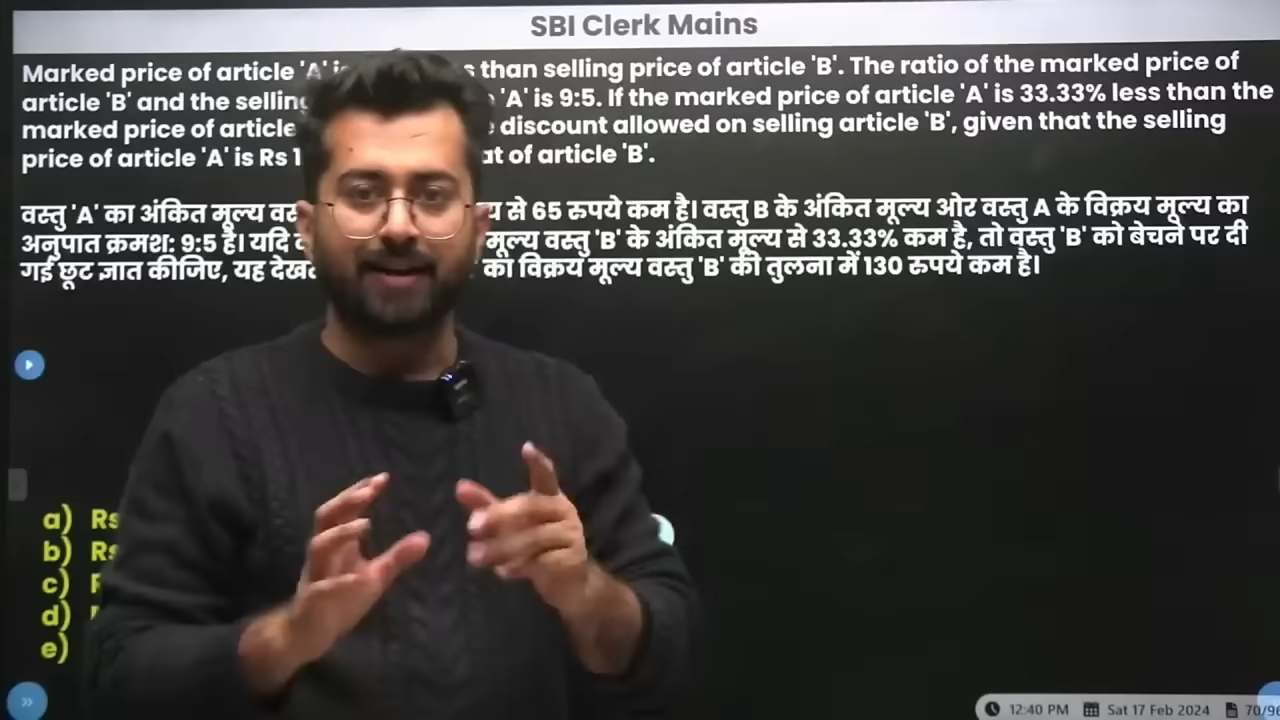 SBI Clerk Mains
Marked price of article 'A' than selling price of article 'B'. The ratio of the marked price of
article 'B' and the selling 'A' is 9:5. If the marked price of article 'A' is 33.33% less than the
marked price of article discount allowed on selling article 'B', given that the selling
price of article 'A' is Rs of article 'B'.
वस्तु 'A' का अंकित मूल्य से 65 रुपये कम है। वस्तु B के अंकित मूल्य ओर वस्तु A के विक्रय मूल्य का
अनुपात क्रमश: 9:5 है। यदि मूल्य वस्तु 'B' के अंकित मूल्य से 33.33% कम है, तो वस्तु 'B' को बेचने पर दी
गई छूट ज्ञात कीजिए, यह का विक्रय मूल्य वस्तु 'B' की तुलना में 130 रुपये कम है।
a) Rs
b) Rs
c)
d)
e)
12:40 PM Sat 17 Feb 2024